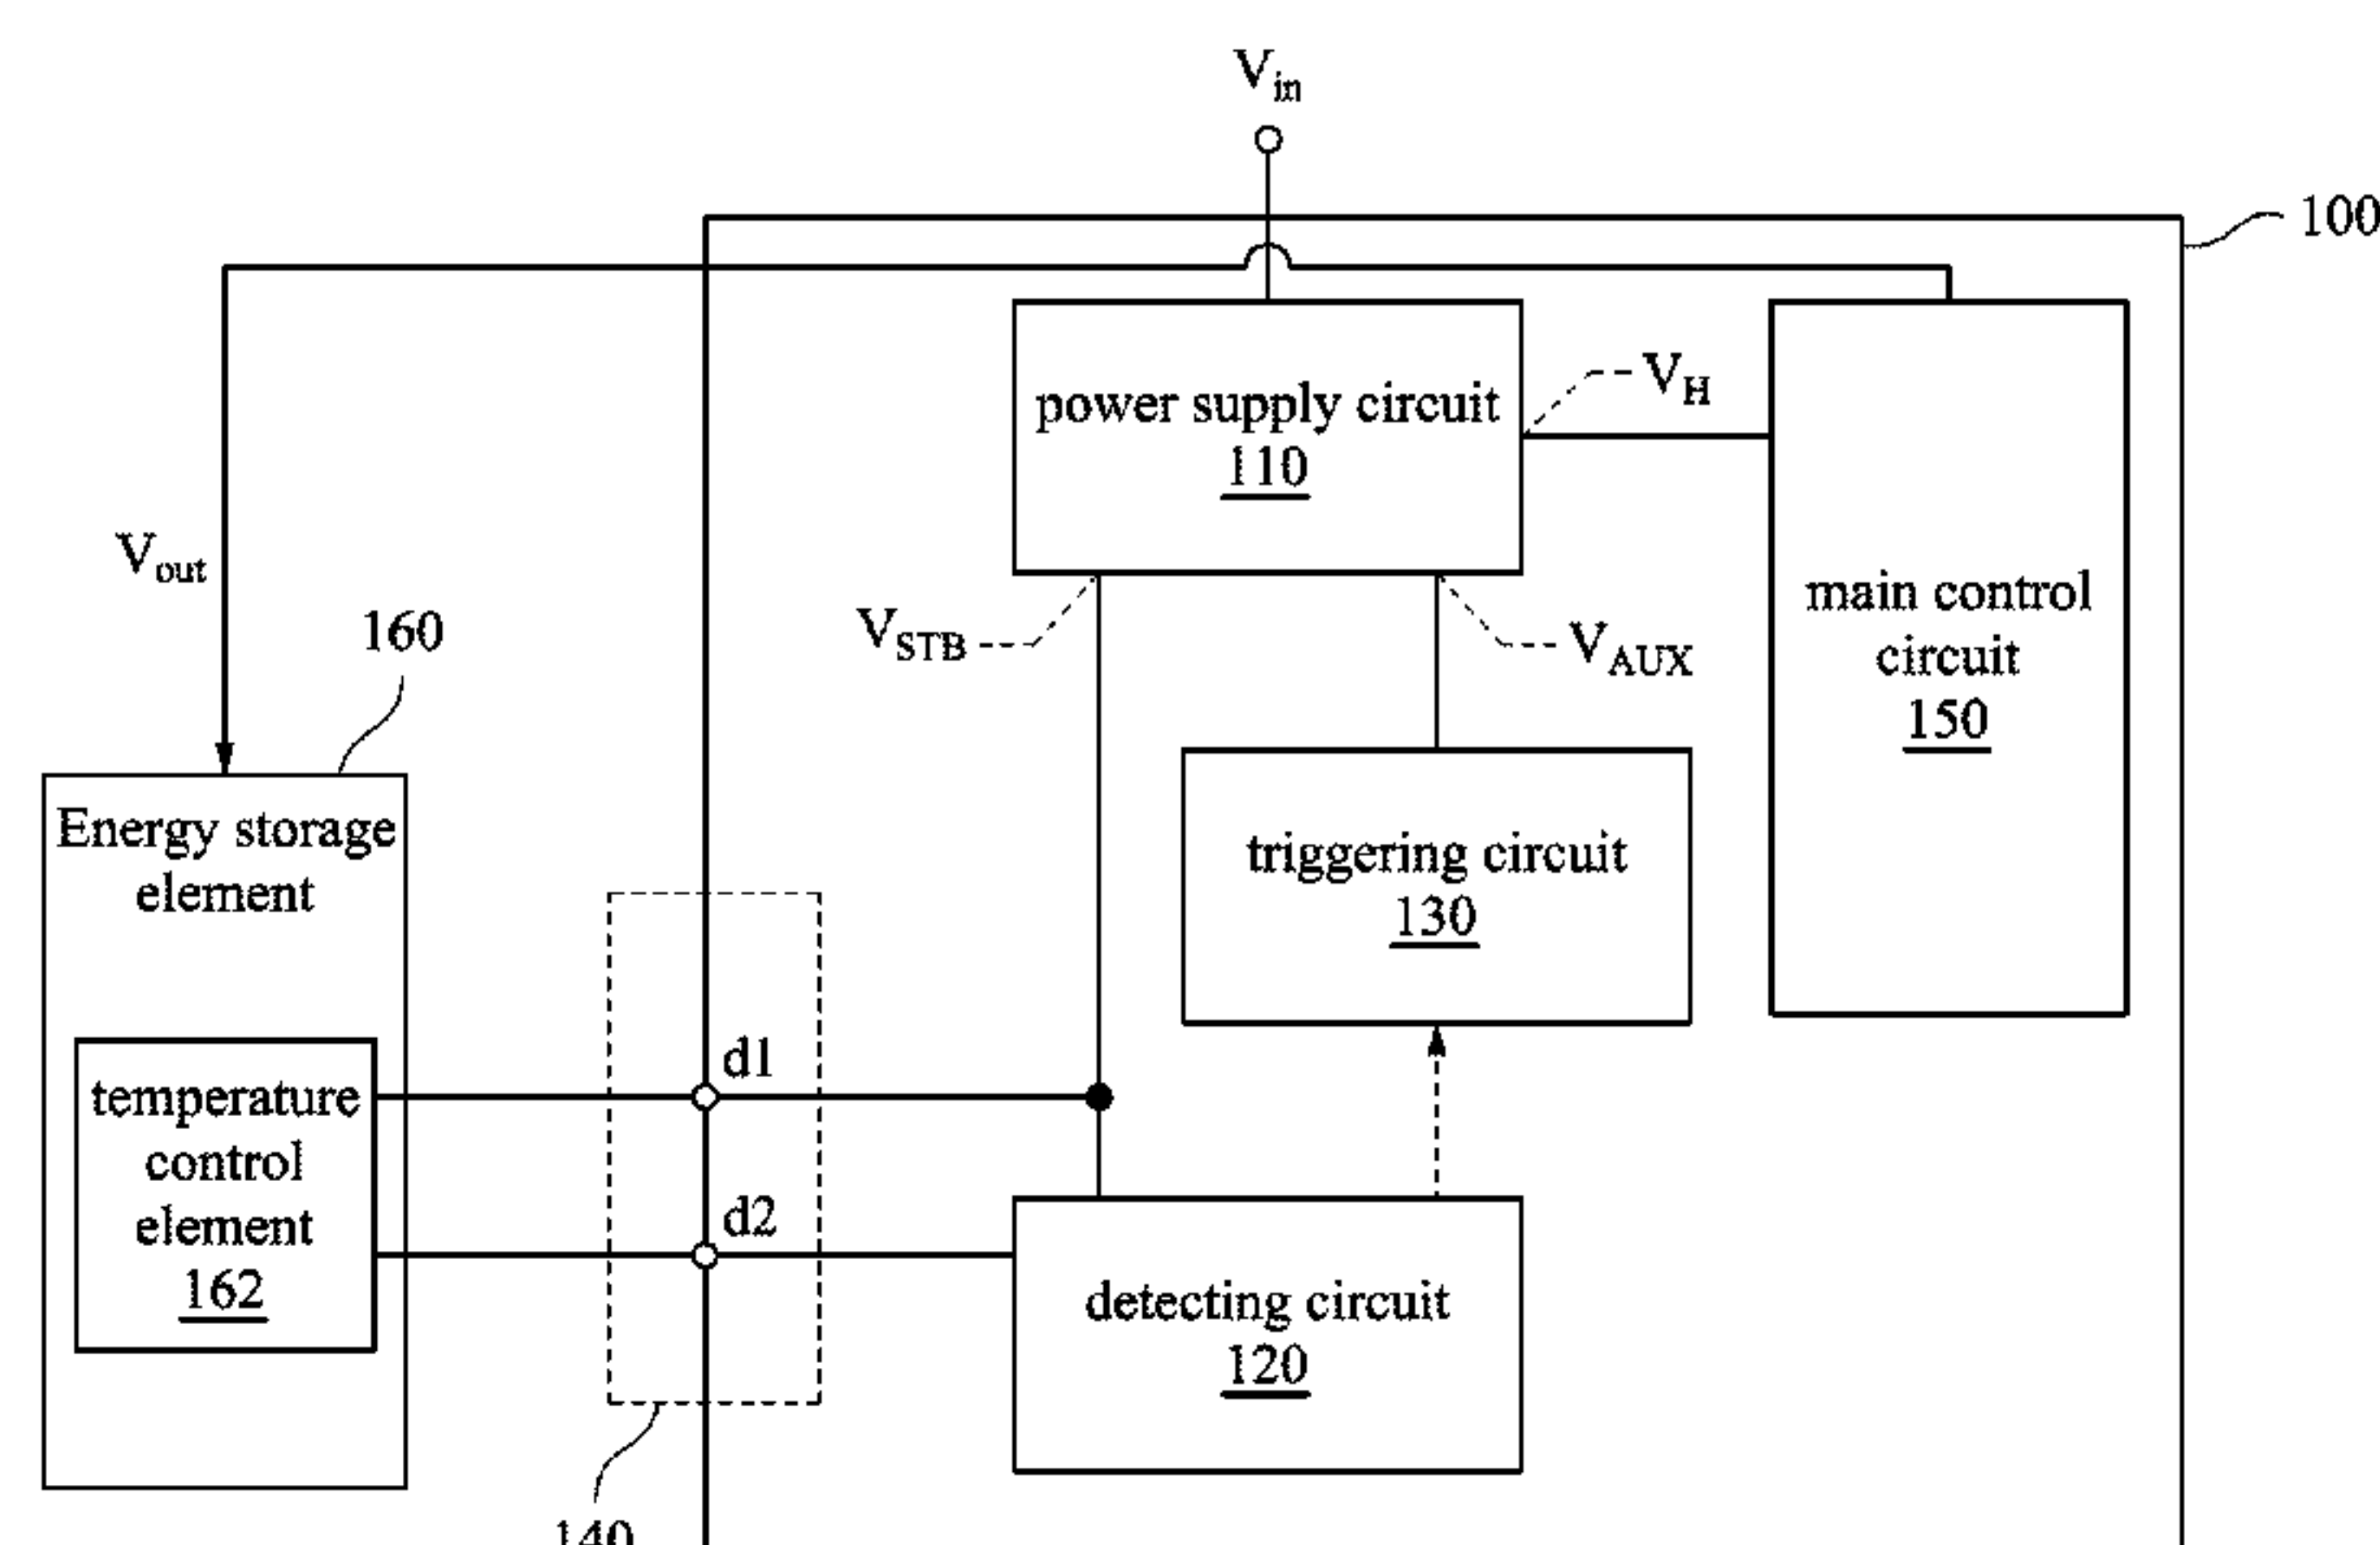 Vin
100
power supply circuit
110
VH
Vout
VSTB
VAUX
main control
circuit
150
160
Energy storage
element
triggering circuit
130
d1
temperature
control
element
162
d2
detecting circuit
120
140